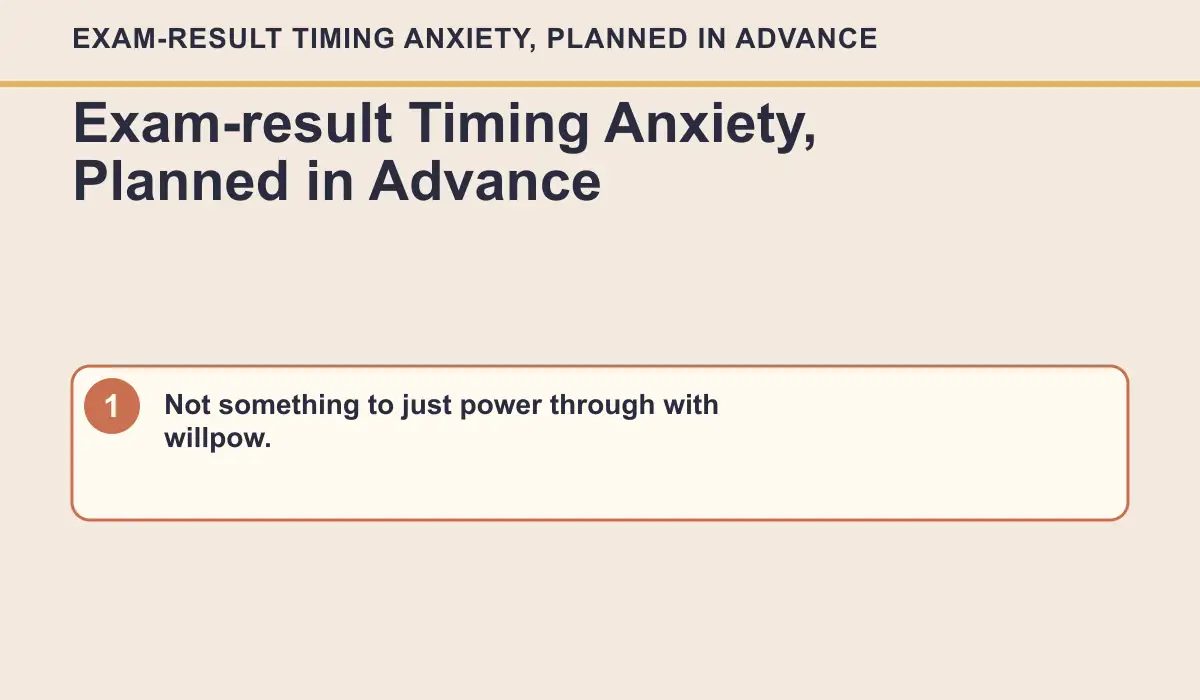 EXAM-RESULT TIMING ANXIETY, PLANNED IN ADVANCE
Exam-result Timing Anxiety,
Planned in Advance
1
Not something to just power through with
willpow.